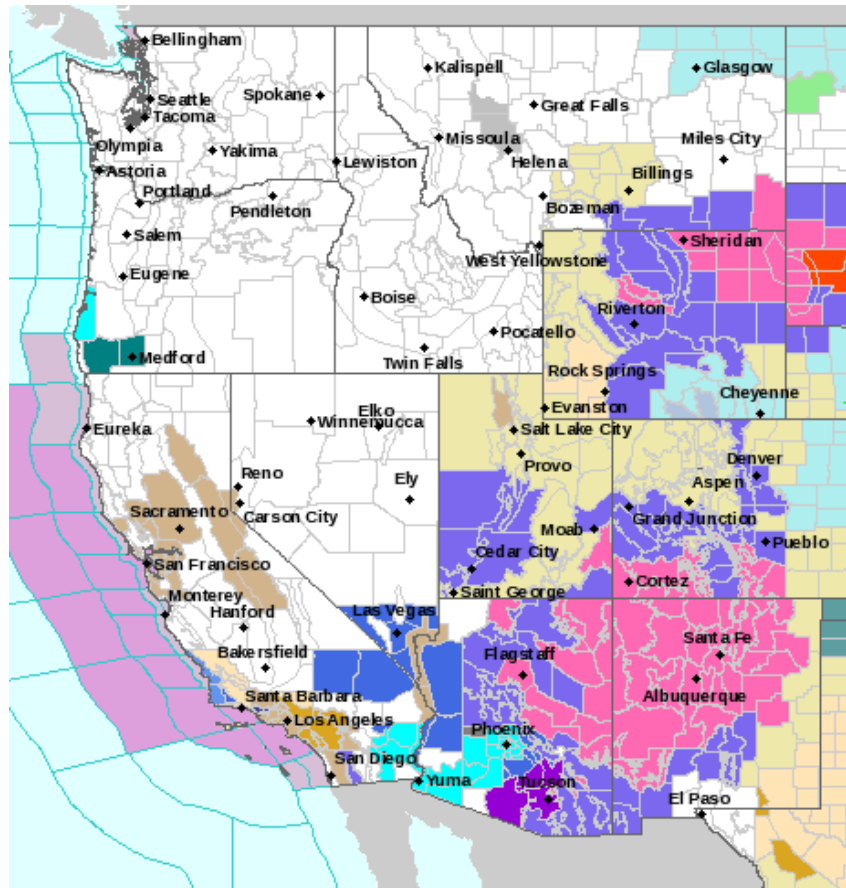 Bellingham
Kalispell
Glasgow
Seattle
Spokane
Great Falls
Tacoma
Olympia
Missoula
Miles City
Yakima
Helena
Lewiston
Astoria
Billings
Portland
Pendleton
Bozeman
Salem
Sheridan
West Yellowstone
Eugene
Boise
Riverton
Pocatello
Medford
Twin Falls
Rock Springs
Cheyenne
Elko
Evanston
Eureka
Winnemucca
Salt Lake City
Provo
Denver
Reno
Ely
Aspen
Sacramento
Carson City
Grand Junction
Moab
Pueblo
San Francisco
Cedar City
Cortez
Monterey
Saint George
Hanford
Las Vegas
Santa Fe
Bakersfield
Flagstaff
Albuquerque
Santa Barbara
Los Angeles
Phoenix
San Diego
Yuma
Tucson
El Paso